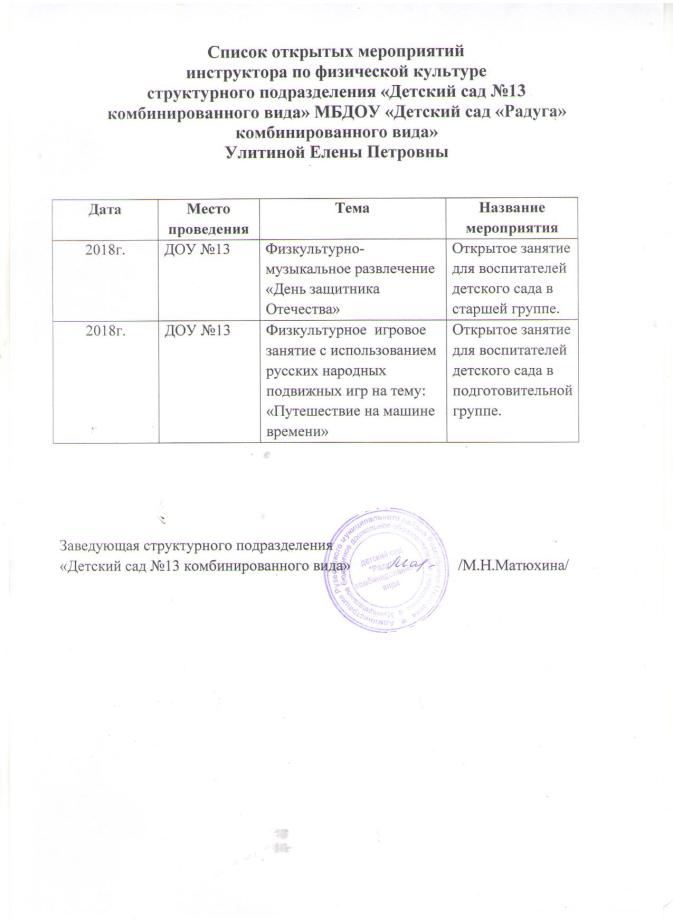 Список открытых мероприятий
инструктора по физической культуре
структурного подразделения «Детский сад №13
комбинированного вида» МБДОУ «Детский сад «Радуга»
комбинированного вида»
Улитиной Елены Петровны
Дата
Место
проведения
Тема
Название
мероприятия
2018г.
ДОУ №13
Физкультурно-
музыкальное развлечение
«День защитника
Отечества»
Открытое занятие
для воспитателей
детского сада в
старшей группе.
2018г.
ДОУ №13
Физкультурное игровое
занятие с использованием
русских народных
подвижных игр на тему:
«Путешествие на машине
времени»
Открытое занятие
для воспитателей
детского сада в
подготовительной
группе.
Заведующая структурного подразделения
«Детский сад №13 комбинированного вида»
/М.Н.Матюхина/
детский сад
комбинированного
вида